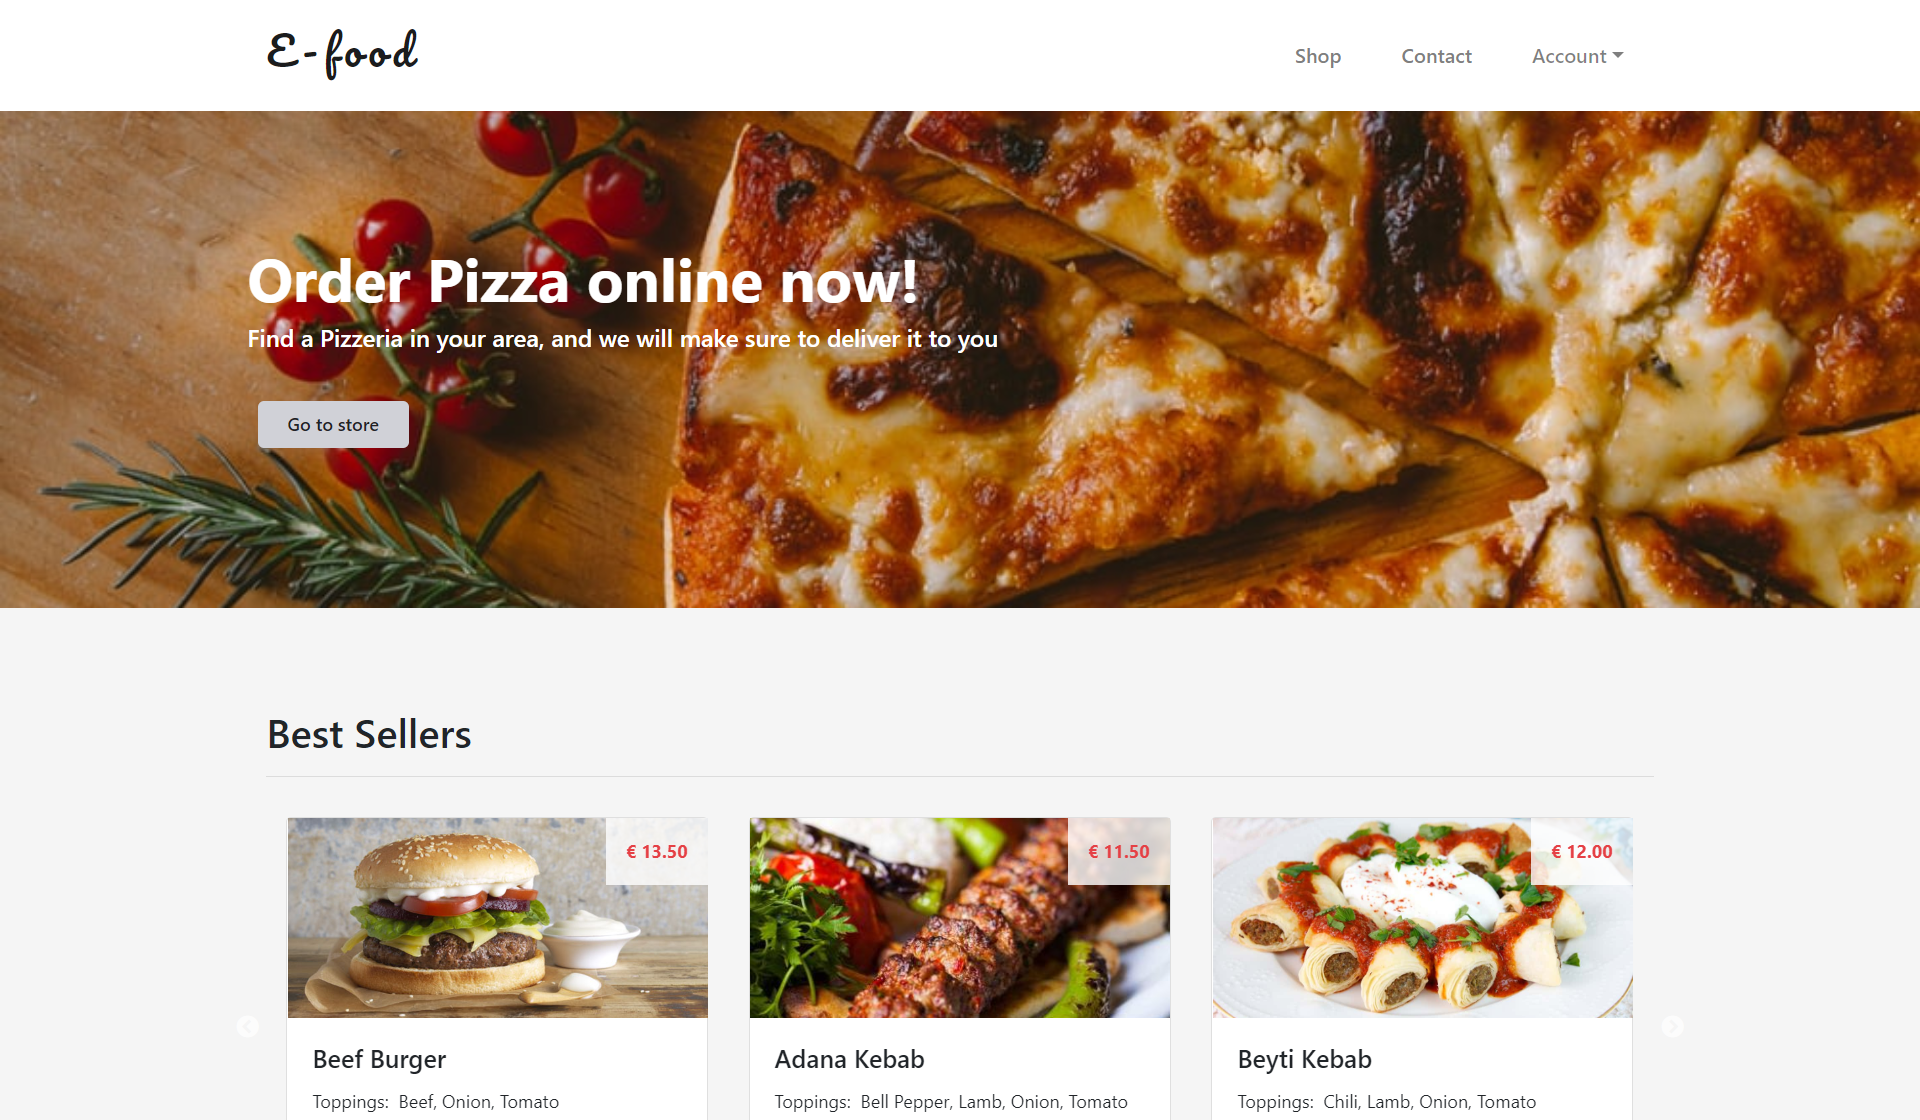 E-food
Shop
Contact
Account
Order Pizza online now!
Find a Pizzeria in your area, and we will make sure to deliver it to you
Go to store
Best Sellers
€ 13.50
€ 11.50
€ 12.00
Beef Burger
Adana Kebab
Beyti Kebab
Toppings: Beef, Onion, Tomato
Toppings: Bell Pepper, Lamb, Onion, Tomato
Toppings: Chili, Lamb, Onion, Tomato